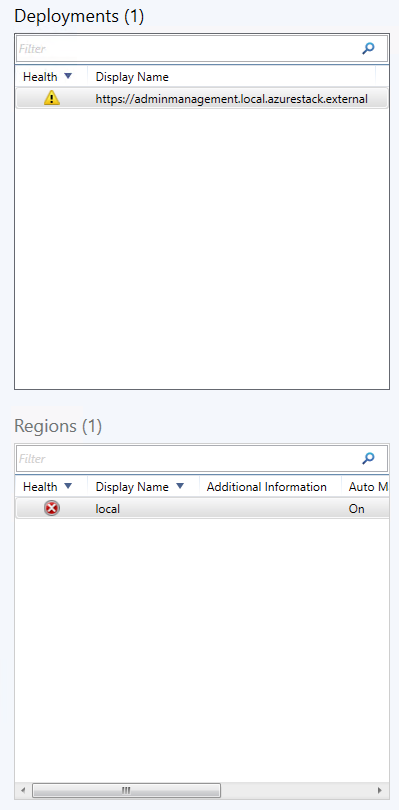 Deployments (1)
Filter
Health Display Name
https://adminmanagement.local.azurestack.external
Regions (1)
Filter
Health Display Name Additional Information Auto M
local On